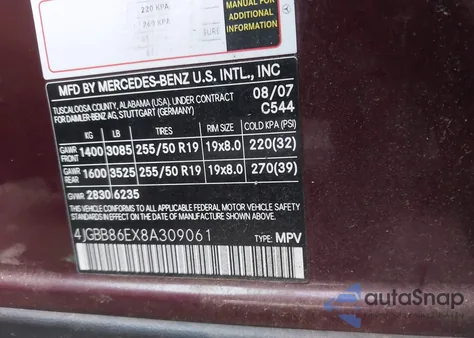 220 KPA
260 KPA
EURO
MANUAL FOR
ADDITIONAL
INFORMATION
MFD BY MERCEDES-BENZ U.S. INTL., INC
TUSCALOOSA COUNTY, ALABAMA (USA), UNDER CONTRACT 08/07
FOR DAIMLER-BENZ AG, STUTTGART (GERMANY) C544
KG LB TIRES RIM SIZE COLD KPA (PSI)
GAWR FRONT 1400 3085 255/50 R19 19x8.0 220(32)
GAWR REAR 1600 3525 255/50 R19 19x8.0 270(39)
GVWR 2830 6235
THIS VEHICLE CONFORMS TO ALL APPLICABLE FEDERAL MOTOR VEHICLE SAFETY
STANDARDS IN EFFECT ON THE DATE OF MANUFACTURE SHOWN ABOVE.
4JGBB86EX8A309061 TYPE: MPV
autoSnap